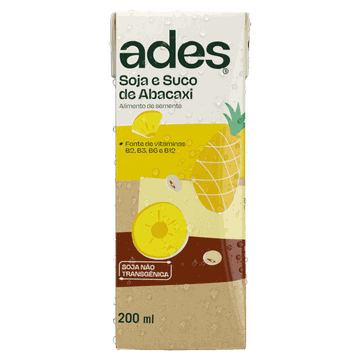 ades®
Soja e Suco
de Abacaxi
Alimento de semente
Fonte de vitaminas
B2, B3, B6 e B12
SOJA NÃO
TRANSGÊNICA
200 ml